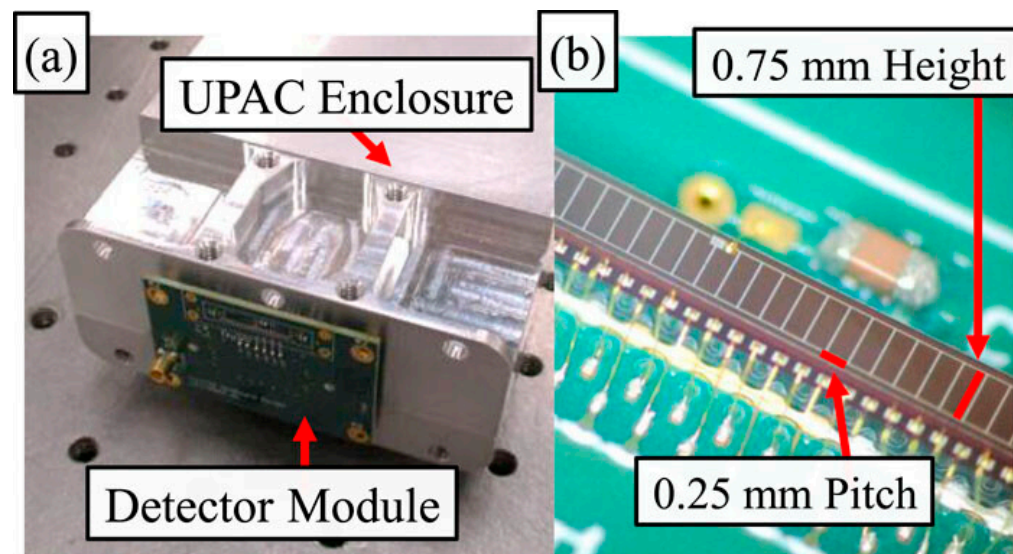 (a)
UPAC Enclosure
Detector Module
(b)
0.75 mm Height
0.25 mm Pitch